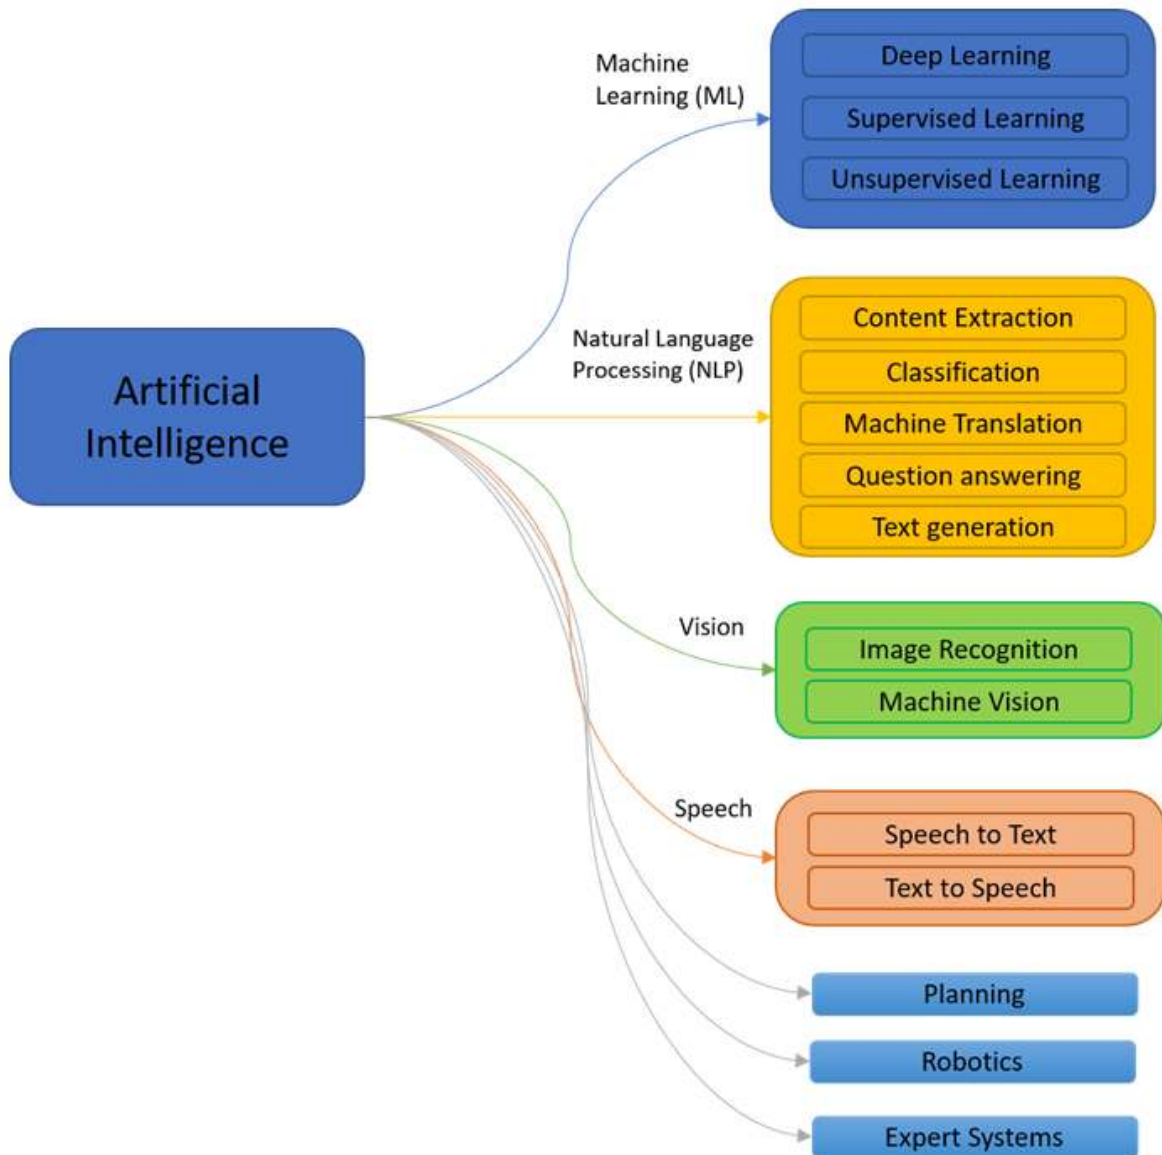 Artificial
Intelligence
Machine
Learning (ML)
Deep Learning
Supervised Learning
Unsupervised Learning
Natural Language
Processing (NLP)
Content Extraction
Classification
Machine Translation
Question answering
Text generation
Vision
Image Recognition
Machine Vision
Speech
Speech to Text
Text to Speech
Planning
Robotics
Expert Systems